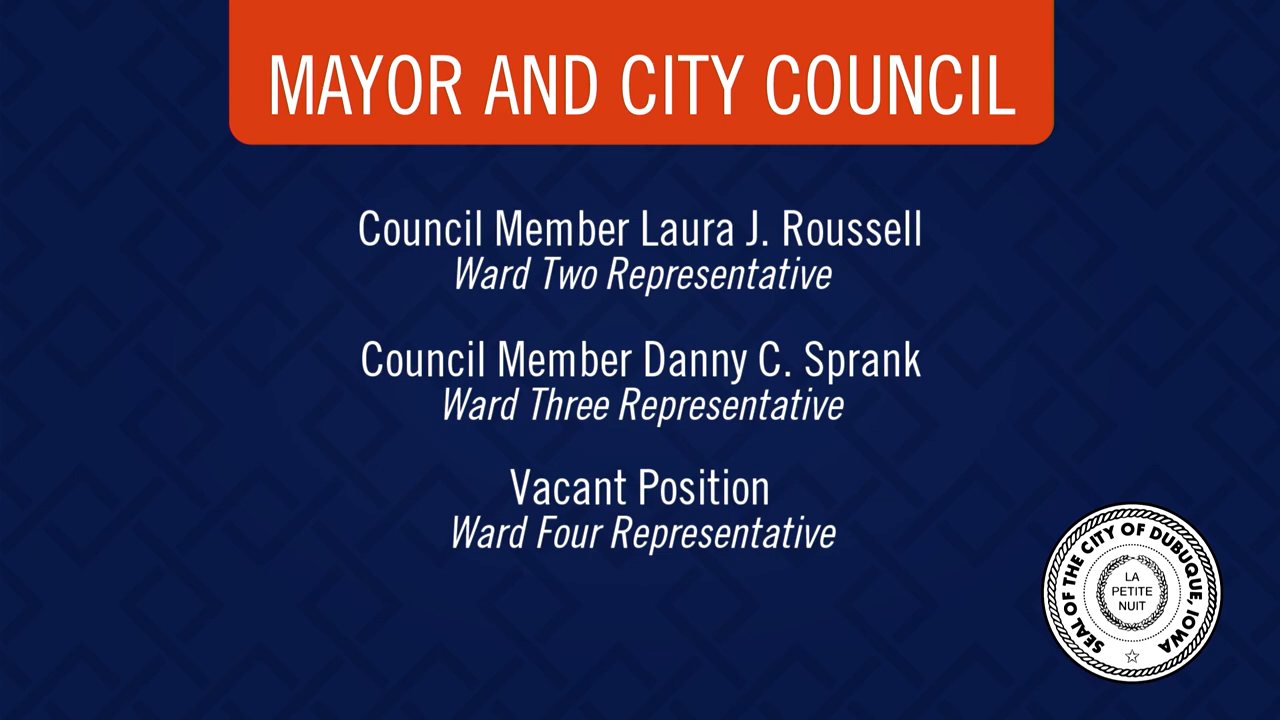 MAYOR AND CITY COUNCIL
Council Member Laura J. Roussell
Ward Two Representative
Council Member Danny C. Sprank
Ward Three Representative
Vacant Position
Ward Four Representative
SEAL OF THE CITY OF DUBUQUE, IOWA
LA
PETITE
NUIT